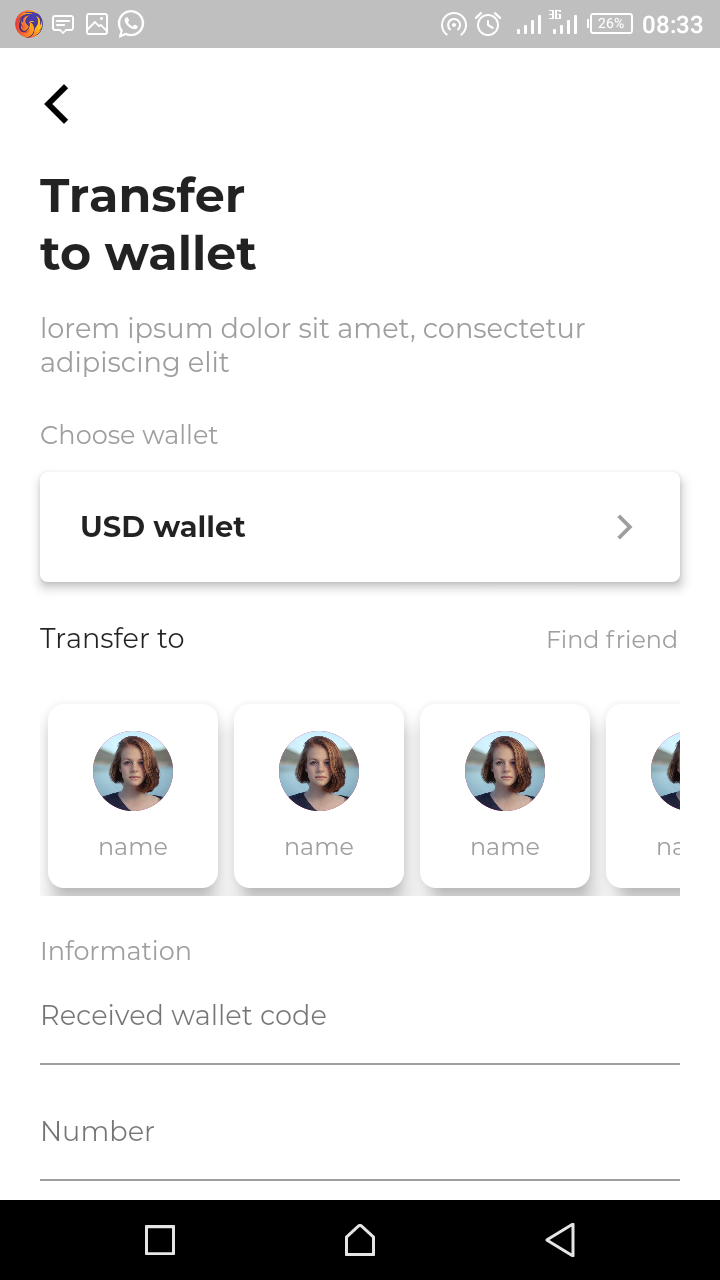 3G 26% 08:33
Transfer
to wallet
lorem ipsum dolor sit amet, consectetur
adipiscing elit
Choose wallet
USD wallet
Transfer to Find friend
name name name na
Information
Received wallet code
Number